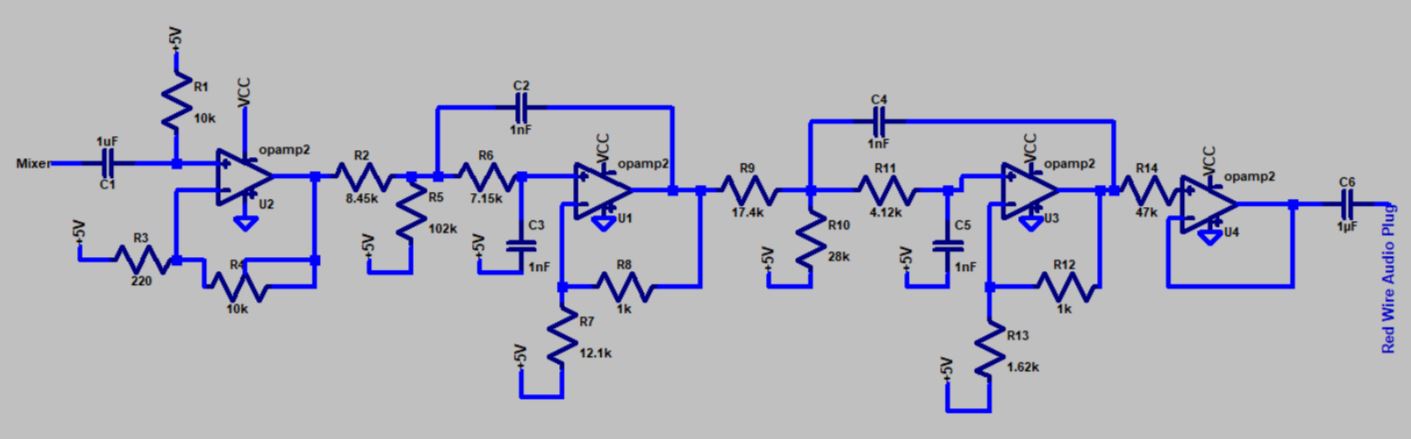 +5V
R1
10k
VCC
Mixer
1uF
C1
opamp2
U2
+5V
R3
220
R4
10k
R2
8.45k
R5
102k
+5V
C2
1nF
R6
7.15k
C3
1nF
+5V
VCC
opamp2
U1
R8
1k
R7
12.1k
+5V
R9
17.4k
R10
28k
+5V
C4
1nF
R11
4.12k
C5
1nF
+5V
VCC
opamp2
U3
R12
1k
R13
1.62k
+5V
R14
47k
VCC
opamp2
U4
C6
1µF
Red Wire Audio Plug